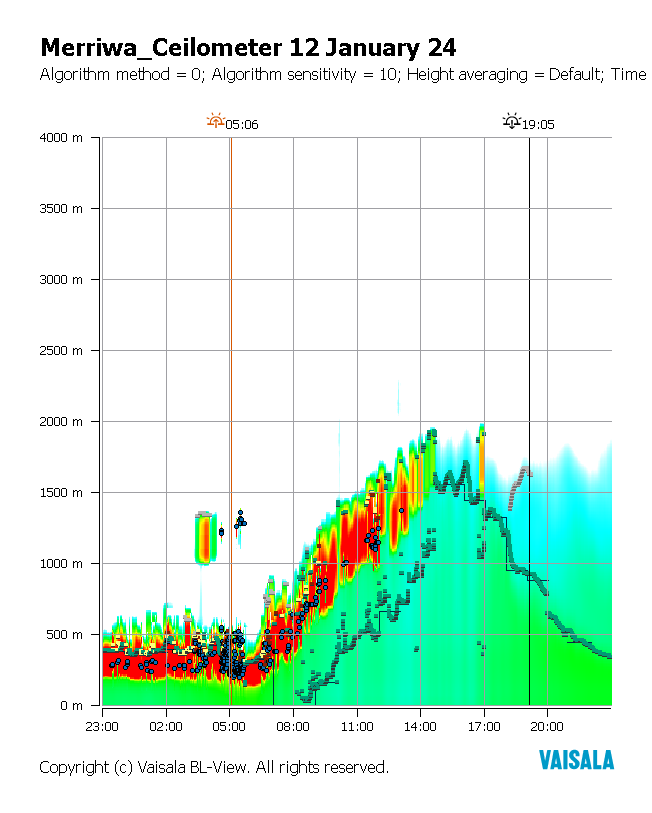 Merriwa_Ceilometer 12 January 24
Algorithm method = 0; Algorithm sensitivity = 10; Height averaging = Default; Time
05:06
19:05
4000 m
3500 m
3000 m
2500 m
2000 m
1500 m
1000 m
500 m
0 m
23:00 02:00 05:00 08:00 11:00 14:00 17:00 20:00
Copyright (c) Vaisala BL-View. All rights reserved.
VAISALA